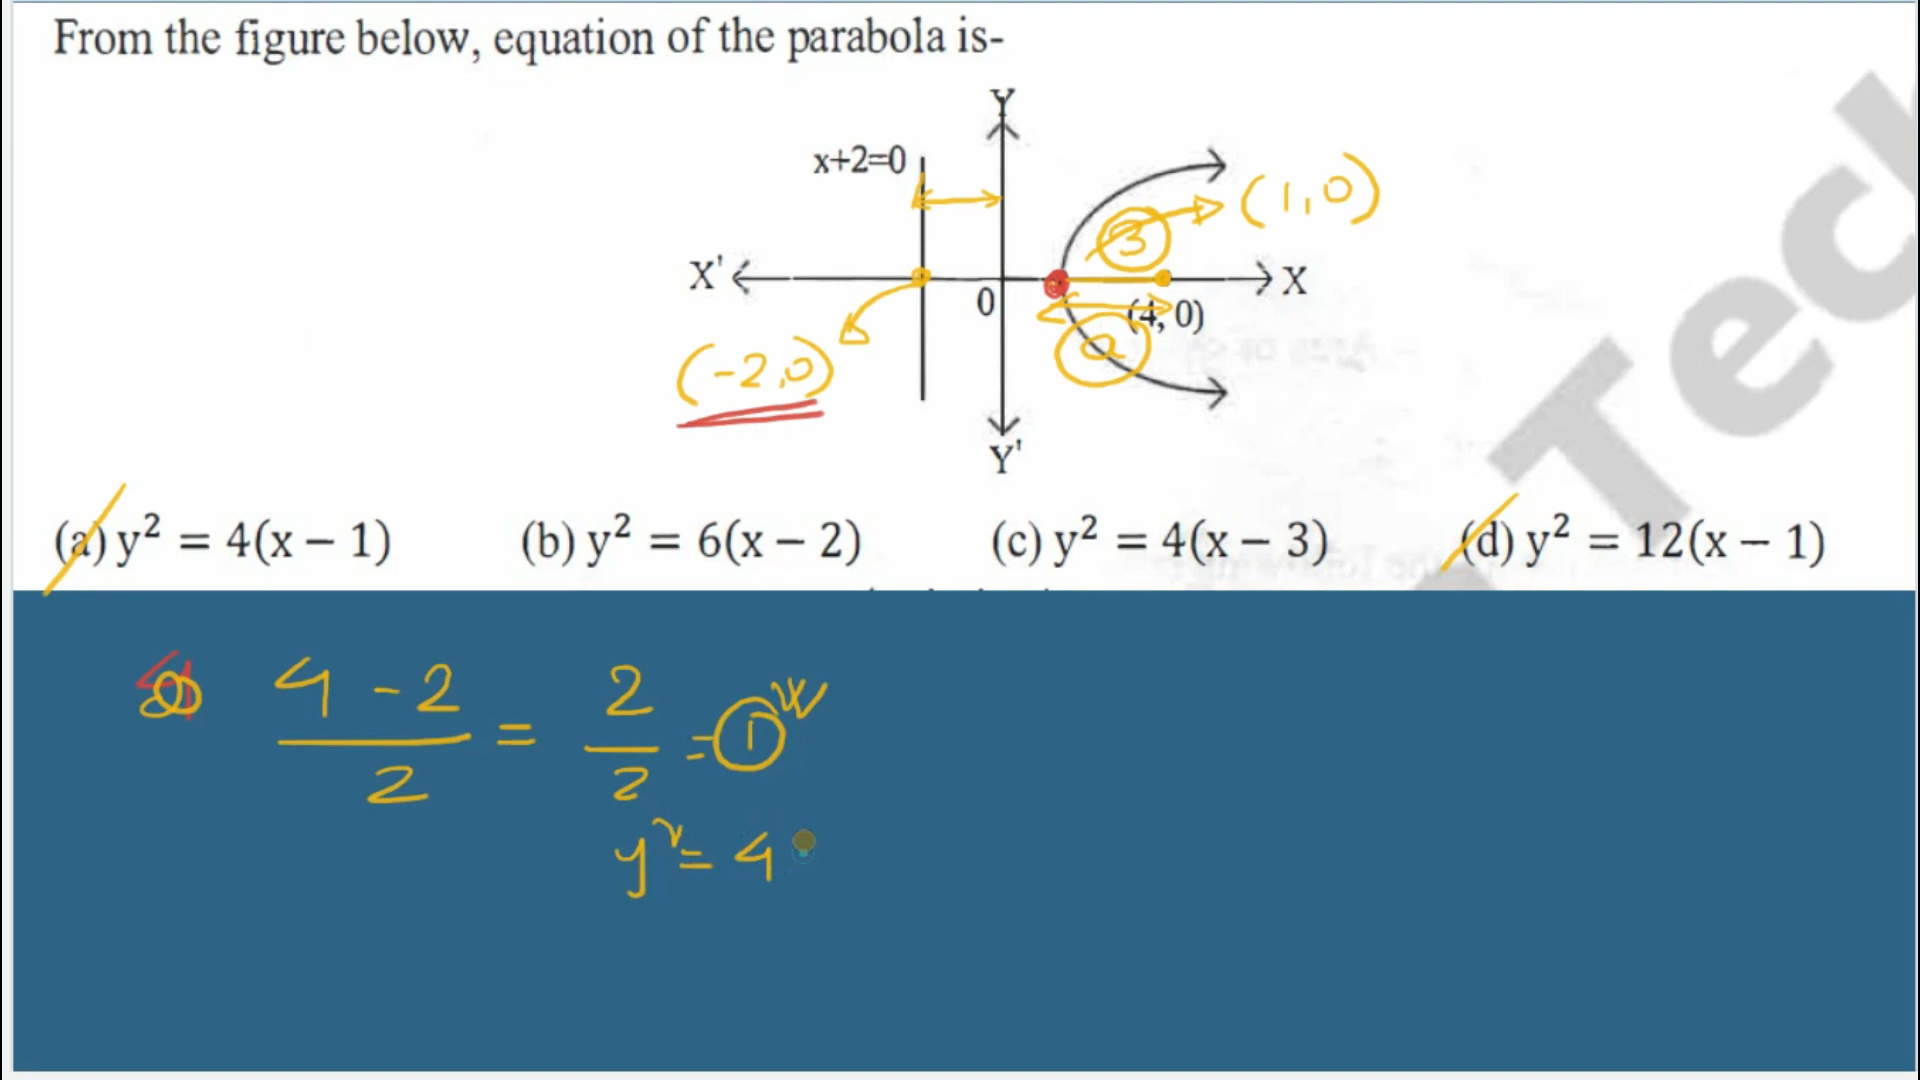 From the figure below, equation of the parabola is-
Y
x+2=0
(1,0)
3
X'
X
0
(4, 0)
a
(-2,0)
Y'
(a) y² = 4(x − 1) (b) y² = 6(x − 2) (c) y² = 4(x − 3) (d) y² = 12(x − 1)
4 - 2 / 2 = 2 / 2 = 1
y² = 4
Tech